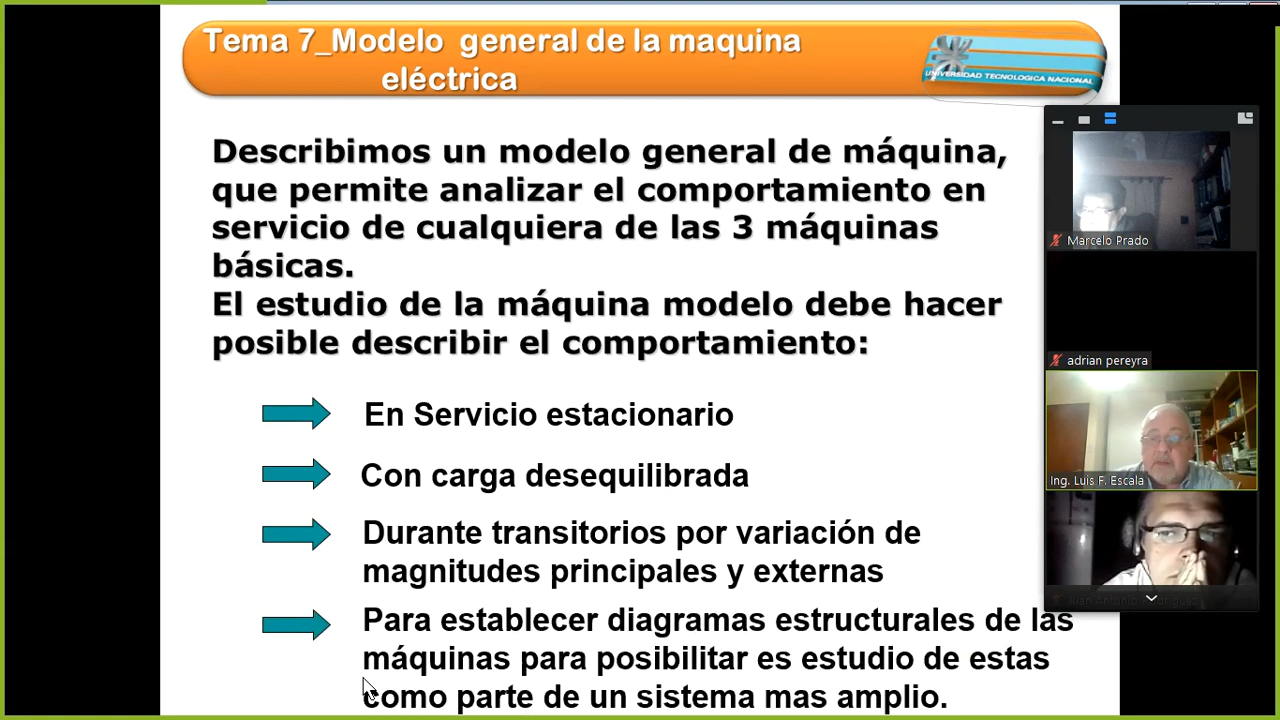 Tema 7_Modelo general de la maquina
eléctrica
UNIVERSIDAD TECNOLOGICA NACIONAL
Describimos un modelo general de máquina,
que permite analizar el comportamiento en
servicio de cualquiera de las 3 máquinas
básicas.
El estudio de la máquina modelo debe hacer
posible describir el comportamiento:
En Servicio estacionario
Con carga desequilibrada
Durante transitorios por variación de
magnitudes principales y externas
Para establecer diagramas estructurales de las
máquinas para posibilitar es estudio de estas
como parte de un sistema mas amplio.
Marcelo Prado
adrian pereyra
Ing. Luis F. Escala